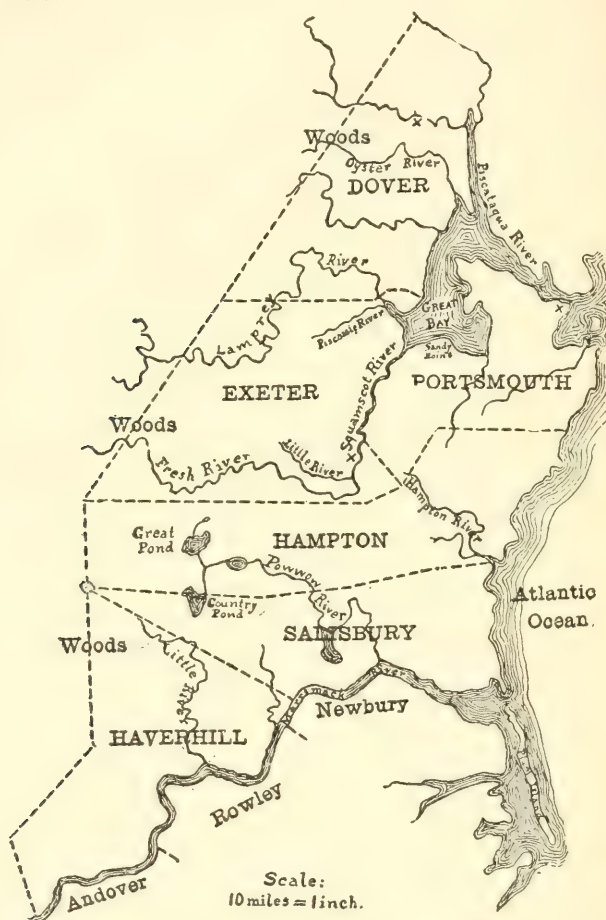 Woods
Oyster River
DOVER
Piscataqua River
River
Lamprey
GREAT
BAY
Piscassic River
Sandy
Point
PORTSMOUTH
EXETER
Squamscot River
Woods
Fresh River
Little River
Hampton River
Great
Pond
HAMPTON
Powwow
River
Country
Pond
Atlantic
Ocean.
Woods
SALISBURY
Little
River
Merrimack River
Newbury
HAVERHILL
Rowley
Andover
Scale:
10 miles = 1 inch.